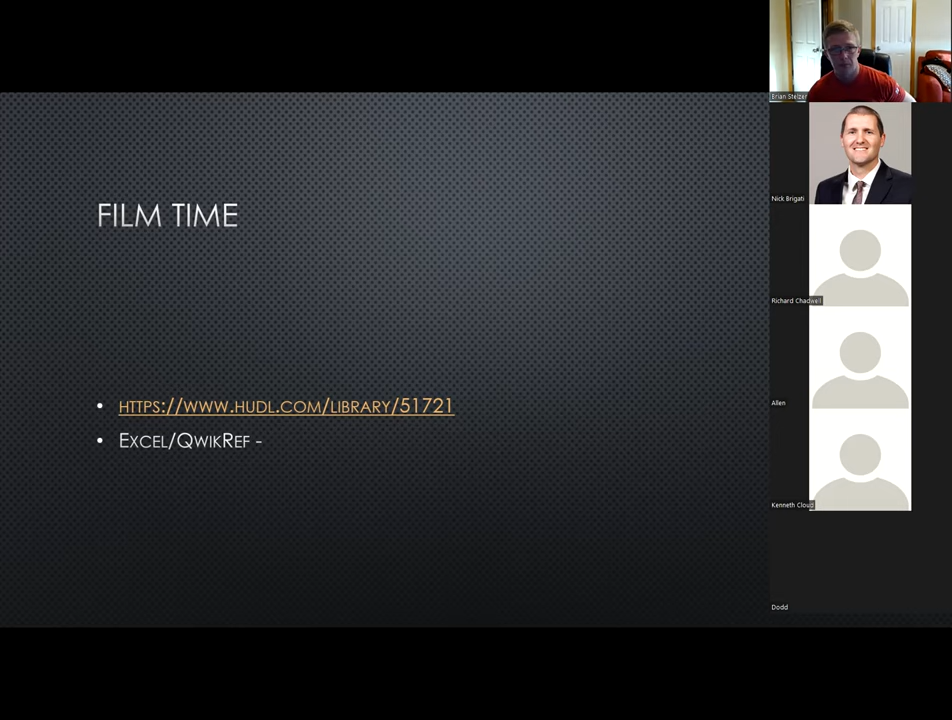 FILM TIME
• HTTPS://WWW.HUDL.COM/LIBRARY/51721
• EXCEL/QWIKREF -
Brian Stelzer
Nick Brigati
Richard Chadwell
Allen
Kenneth Cloud
Dodd